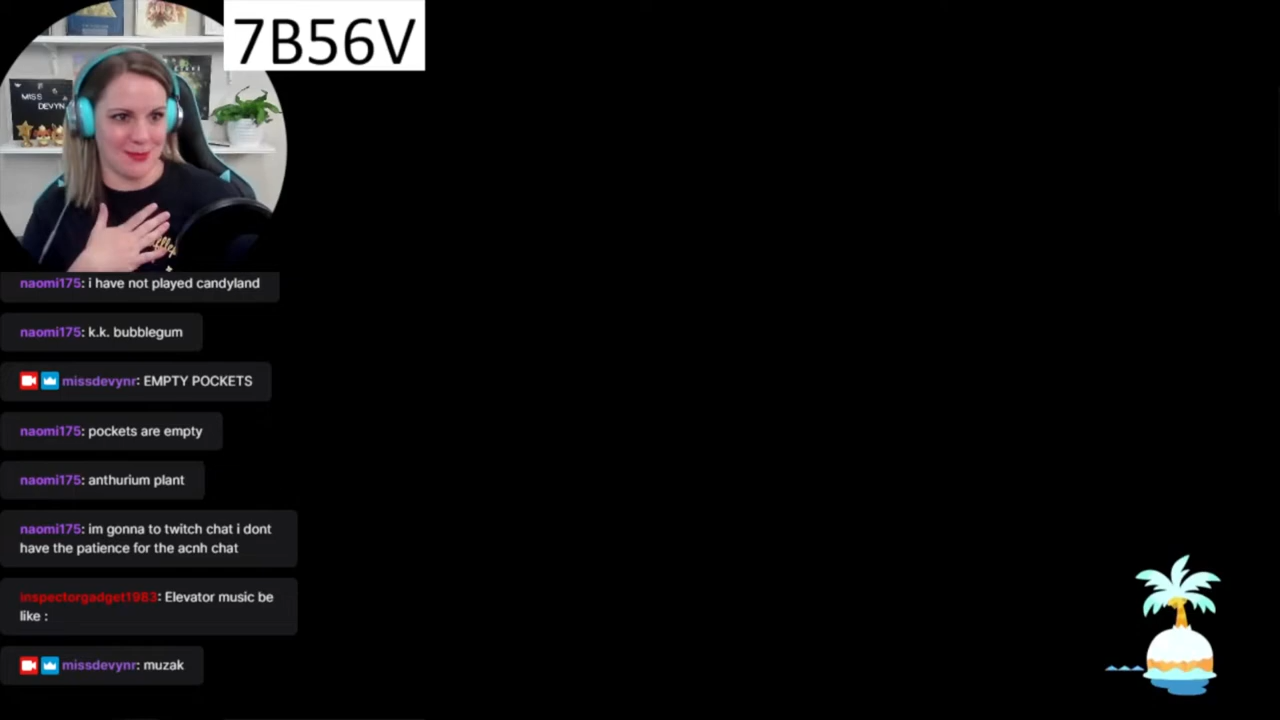 7B56V
MISS
DEVYN
naomi175: i have not played candyland
naomi175: k.k. bubblegum
missdevynr: EMPTY POCKETS
naomi175: pockets are empty
naomi175: anthurium plant
naomi175: im gonna to twitch chat i dont
have the patience for the acnh chat
inspectorgadget1983: Elevator music be
like :
missdevynr: muzak